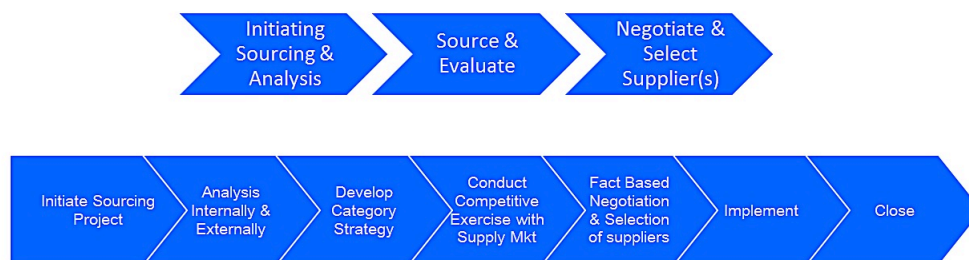 Initiating
Sourcing &
Analysis
Source &
Evaluate
Negotiate &
Select
Supplier(s)
Initiate Sourcing
Project
Analysis
Internally &
Externally
Develop
Category
Strategy
Conduct
Competitive
Exercise with
Supply Mkt
Fact Based
Negotiation
& Selection
of suppliers
Implement
Close